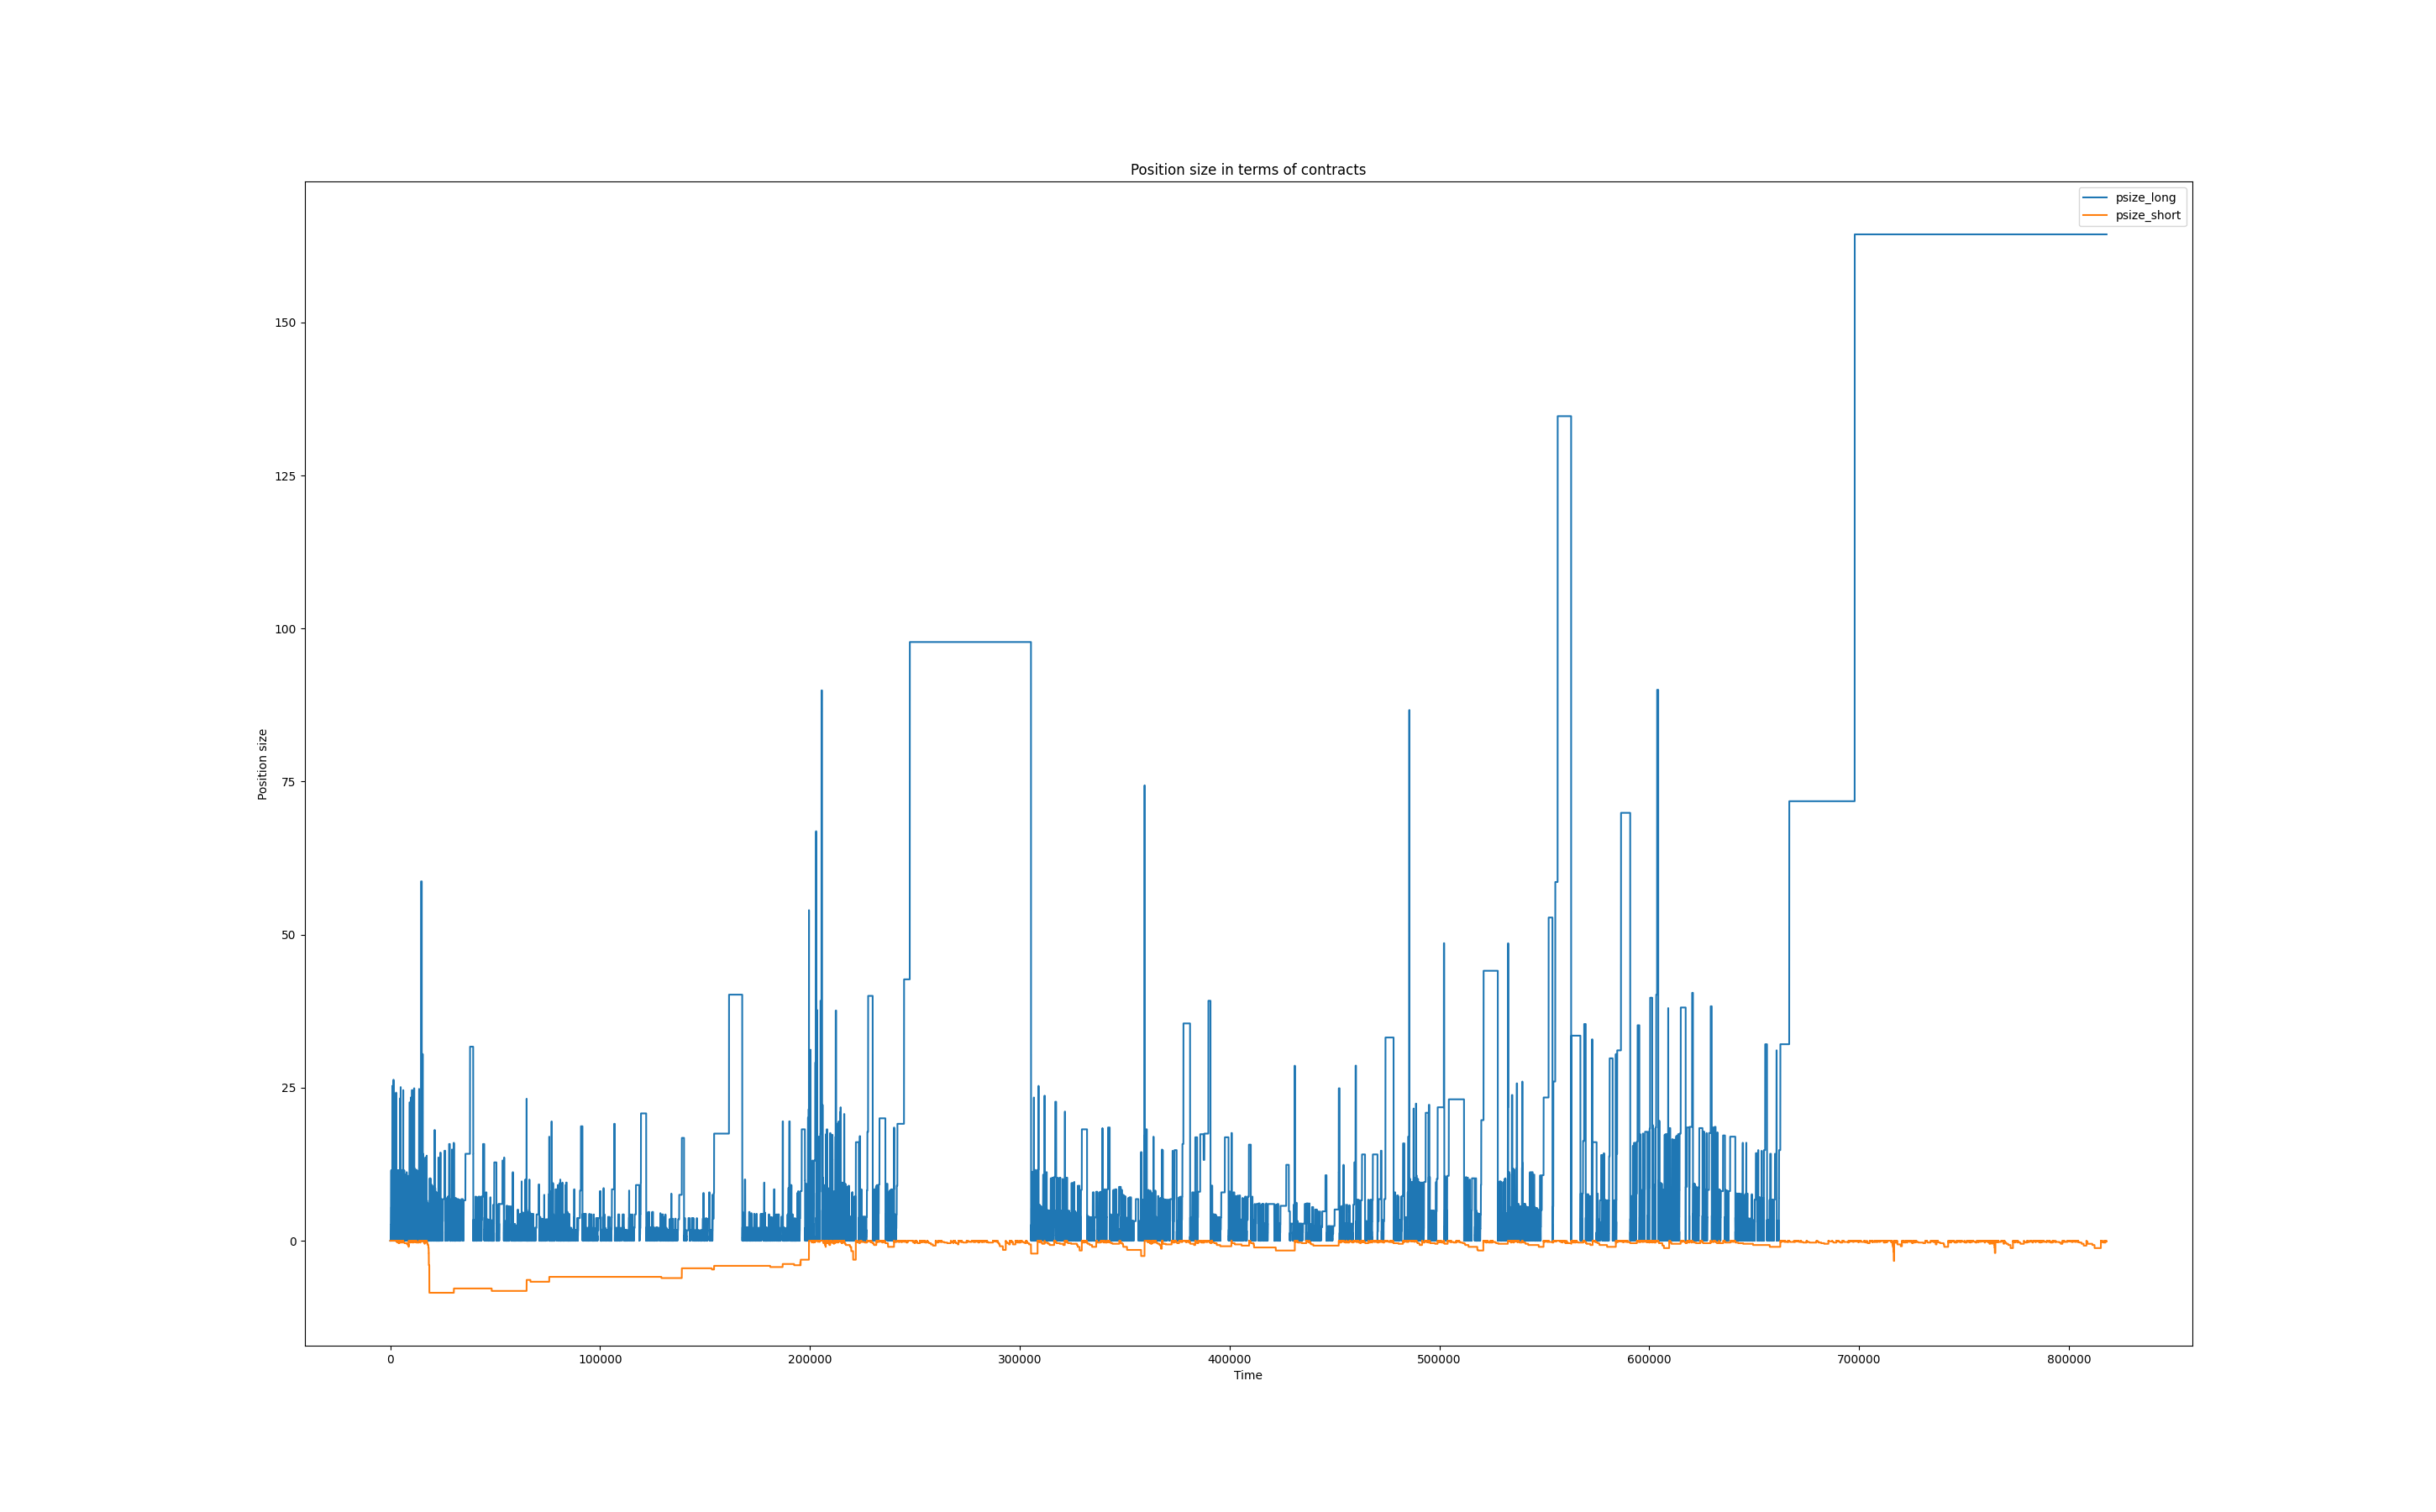 Position size in terms of contracts
psize_long
psize_short
Position size
150
125
100
75
50
25
0
0 100000 200000 300000 400000 500000 600000 700000 800000
Time